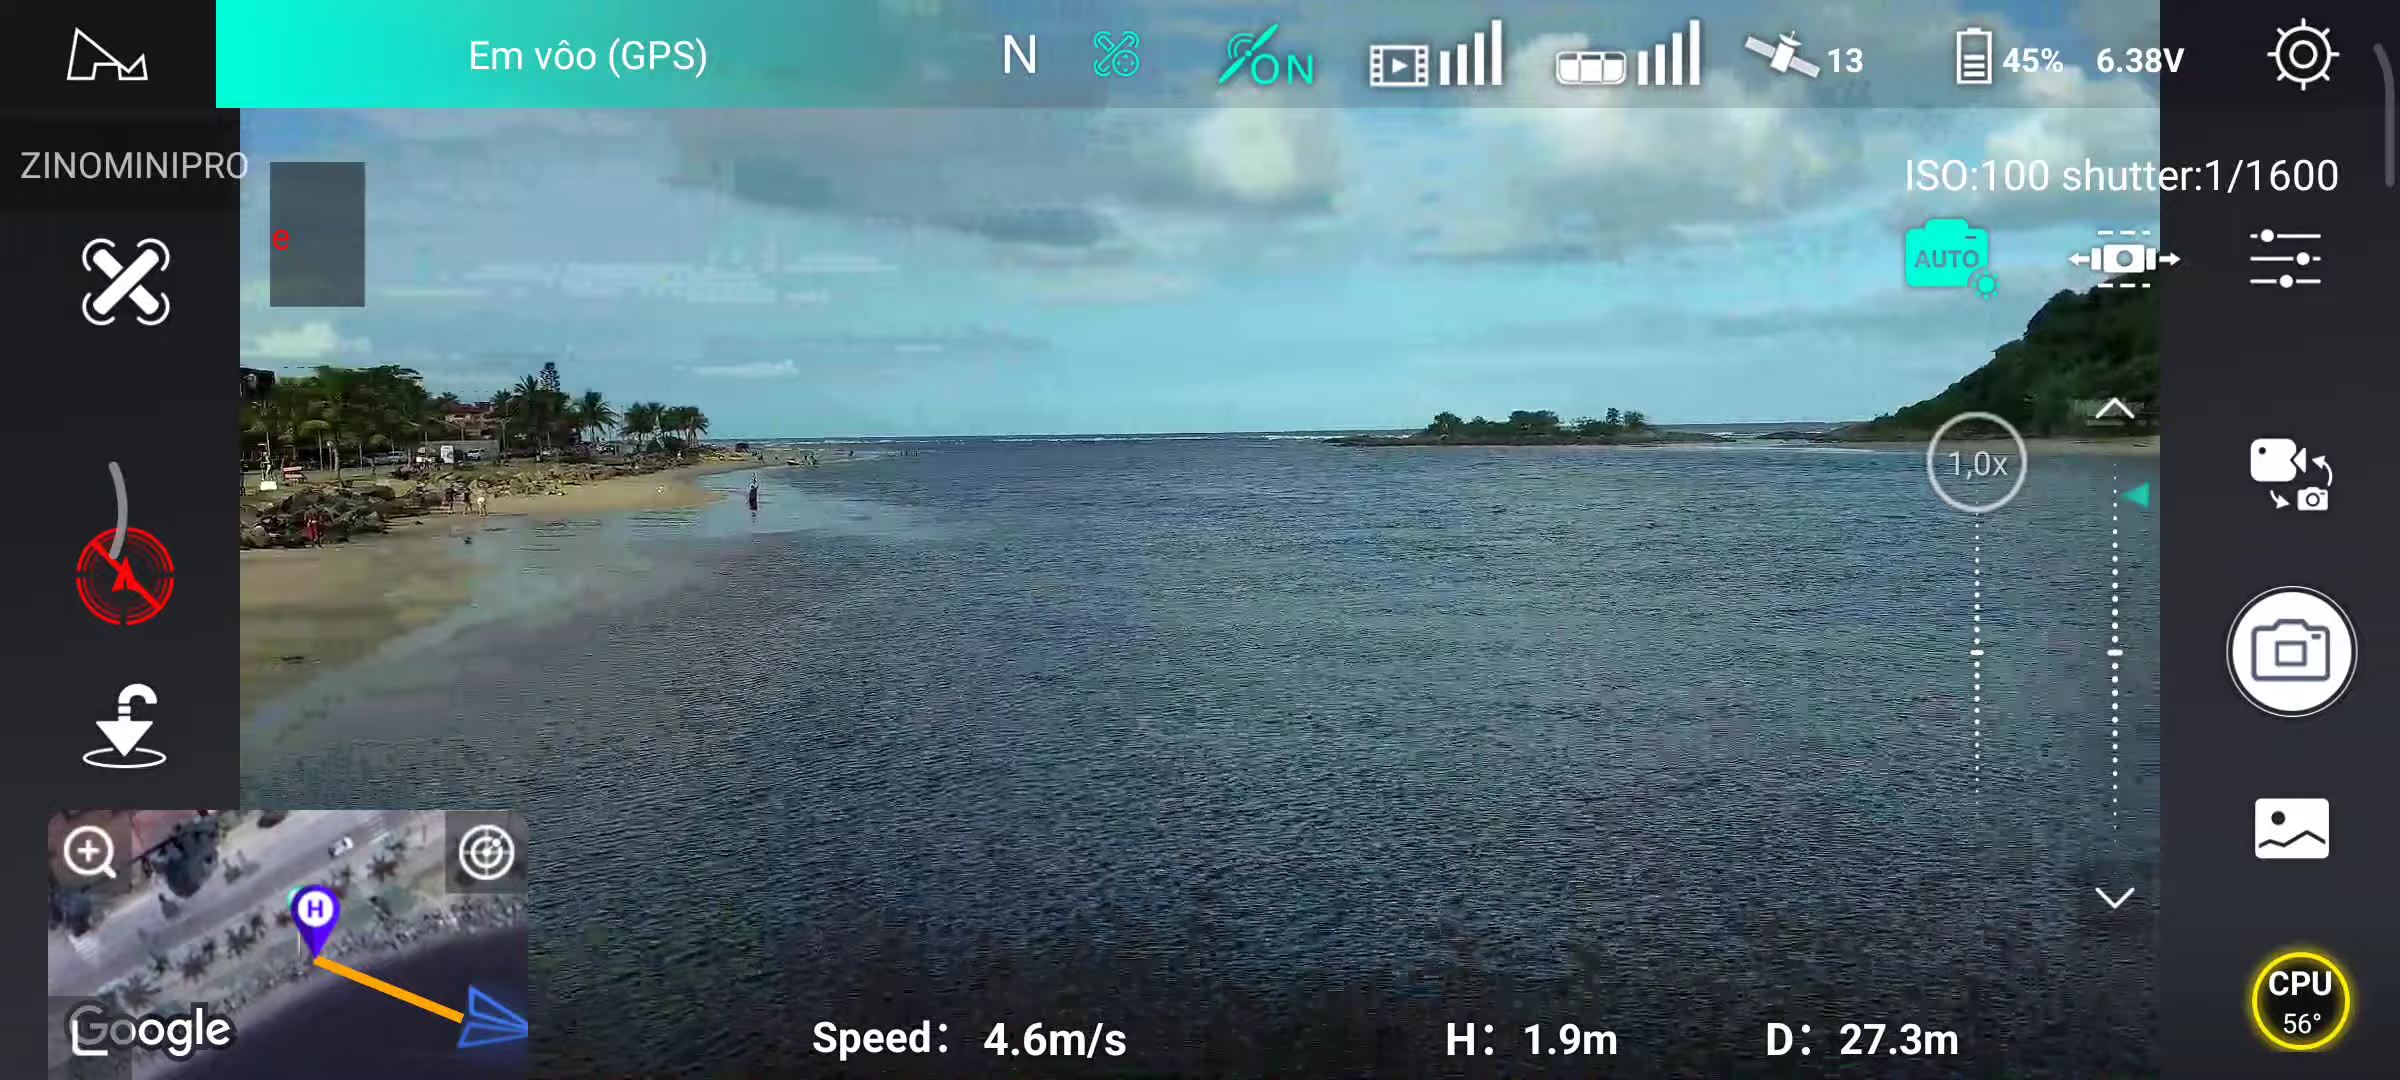 Em vôo (GPS)
N
ON
13
45%
6.38V
ZINOMINIPRO
ISO:100 shutter:1/1600
e
AUTO
1,0x
H
Google
Speed: 4.6m/s
H: 1.9m
D: 27.3m
CPU
56°